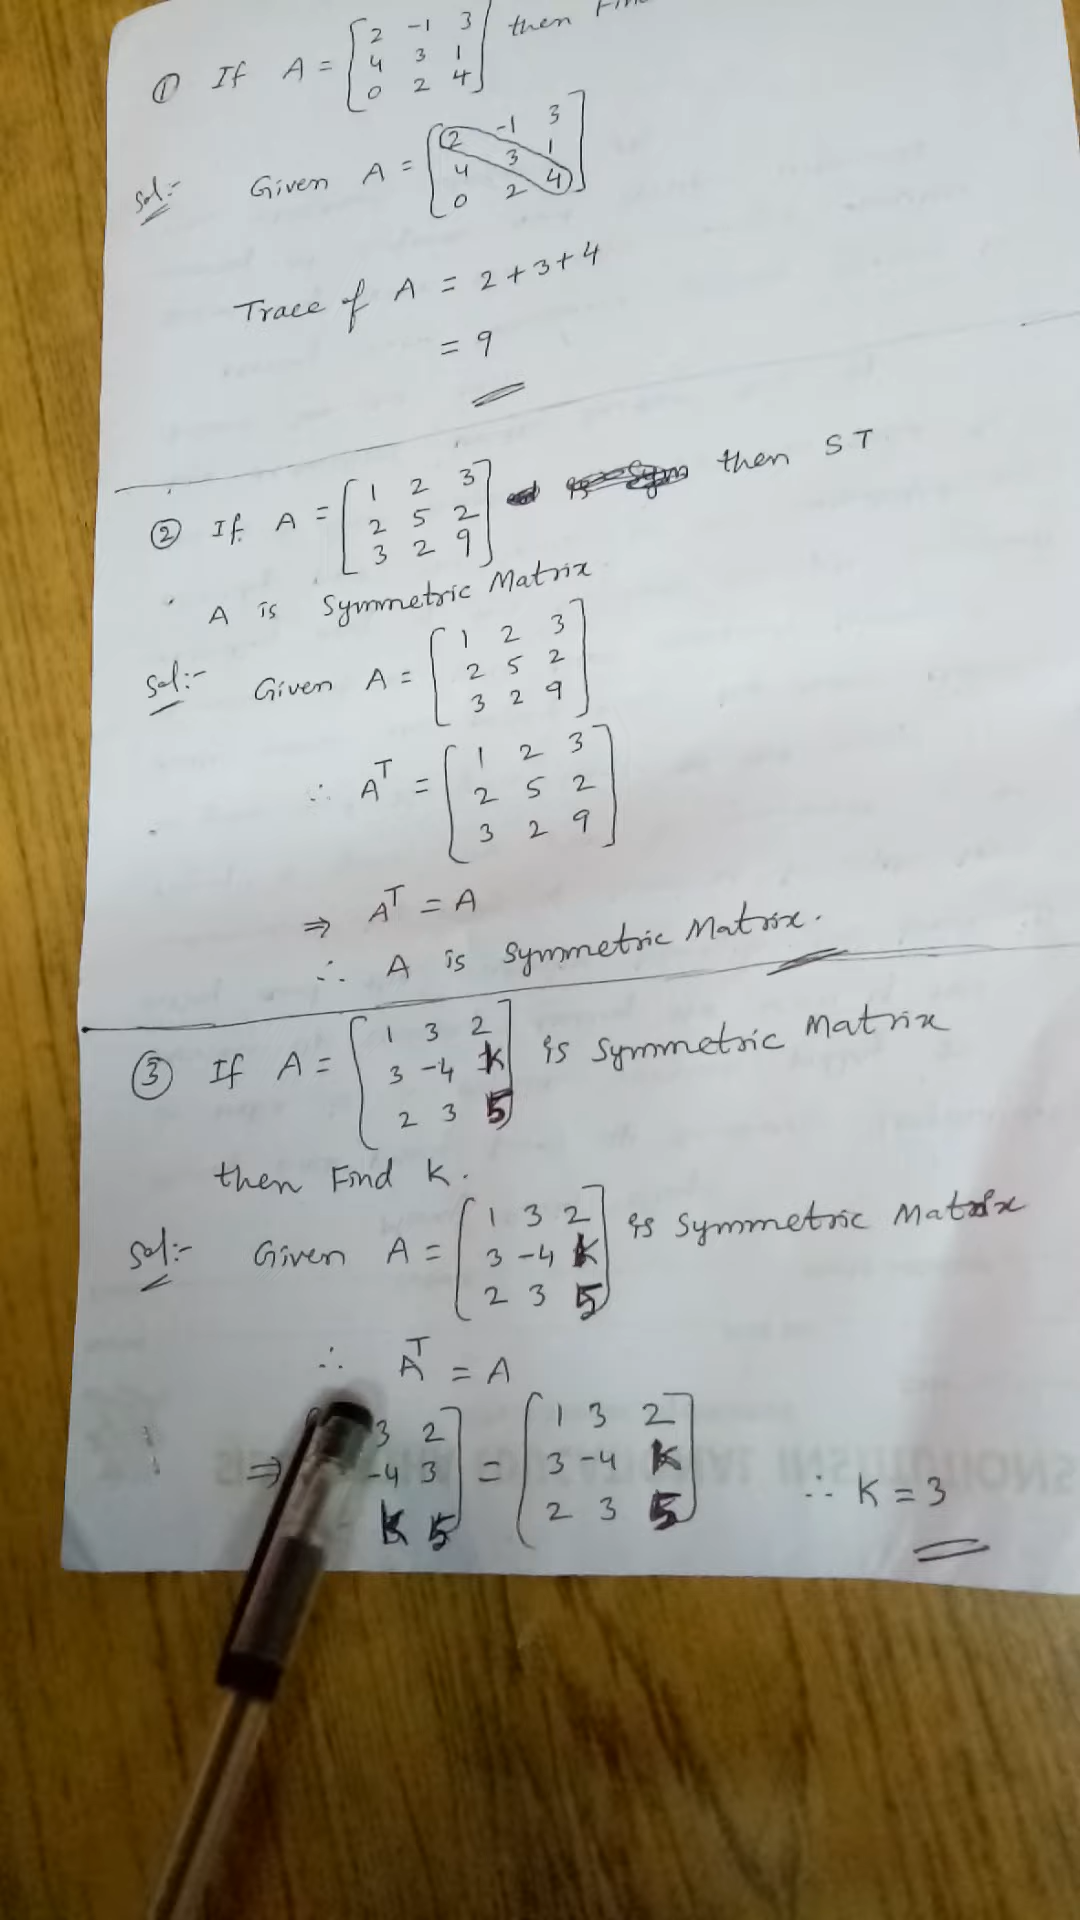 ① If A = [2 -1 3
4 3 1
0 2 4] then Find
Sol:- Given A = [2 -1 3
4 3 1
0 2 4]
Trace of A = 2+3+4
= 9
② If A = [1 2 3
2 5 2
3 2 9] then ST
A is Symmetric Matrix
Sol:- Given A = [1 2 3
2 5 2
3 2 9]
∴ A^T = [1 2 3
2 5 2
3 2 9]
⇒ A^T = A
∴ A is Symmetric Matrix.
③ If A = [1 3 2
3 -4 K
2 3 5] is Symmetric Matrix
then Find K.
Sol:- Given A = [1 3 2
3 -4 K
2 3 5] is Symmetric Matrix
∴ A^T = A
⇒ 3 2
-4 3
K 5] = [1 3 2
3 -4 K
2 3 5] ∴ K = 3